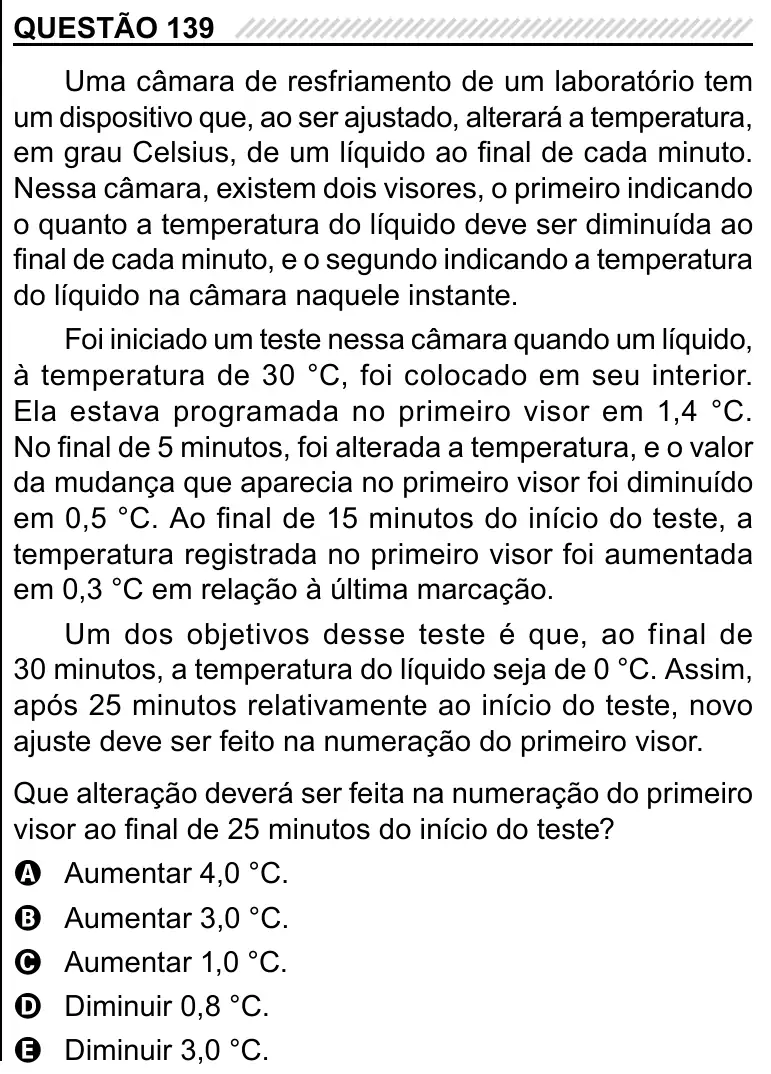 QUESTÃO 139
Uma câmara de resfriamento de um laboratório tem
um dispositivo que, ao ser ajustado, alterará a temperatura,
em grau Celsius, de um líquido ao final de cada minuto.
Nessa câmara, existem dois visores, o primeiro indicando
o quanto a temperatura do líquido deve ser diminuída ao
final de cada minuto, e o segundo indicando a temperatura
do líquido na câmara naquele instante.
Foi iniciado um teste nessa câmara quando um líquido,
à temperatura de 30 °C, foi colocado em seu interior.
Ela estava programada no primeiro visor em 1,4 °C.
No final de 5 minutos, foi alterada a temperatura, e o valor
da mudança que aparecia no primeiro visor foi diminuído
em 0,5 °C. Ao final de 15 minutos do início do teste, a
temperatura registrada no primeiro visor foi aumentada
em 0,3 °C em relação à última marcação.
Um dos objetivos desse teste é que, ao final de
30 minutos, a temperatura do líquido seja de 0 °C. Assim,
após 25 minutos relativamente ao início do teste, novo
ajuste deve ser feito na numeração do primeiro visor.
Que alteração deverá ser feita na numeração do primeiro
visor ao final de 25 minutos do início do teste?
A Aumentar 4,0 °C.
B Aumentar 3,0 °C.
C Aumentar 1,0 °C.
D Diminuir 0,8 °C.
E Diminuir 3,0 °C.